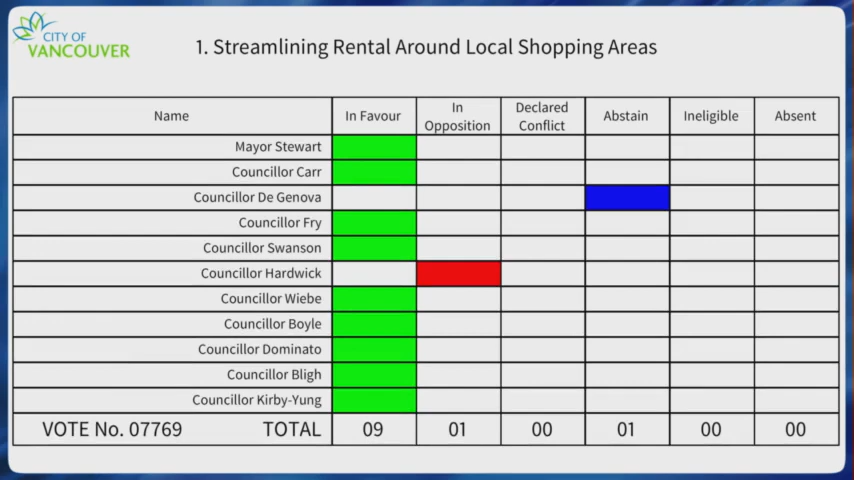 CITY OF
VANCOUVER
1. Streamlining Rental Around Local Shopping Areas
Name In Favour In Opposition Declared Conflict Abstain Ineligible Absent
Mayor Stewart
Councillor Carr
Councillor De Genova
Councillor Fry
Councillor Swanson
Councillor Hardwick
Councillor Wiebe
Councillor Boyle
Councillor Dominato
Councillor Bligh
Councillor Kirby-Yung
VOTE No. 07769 TOTAL 09 01 00 01 00 00